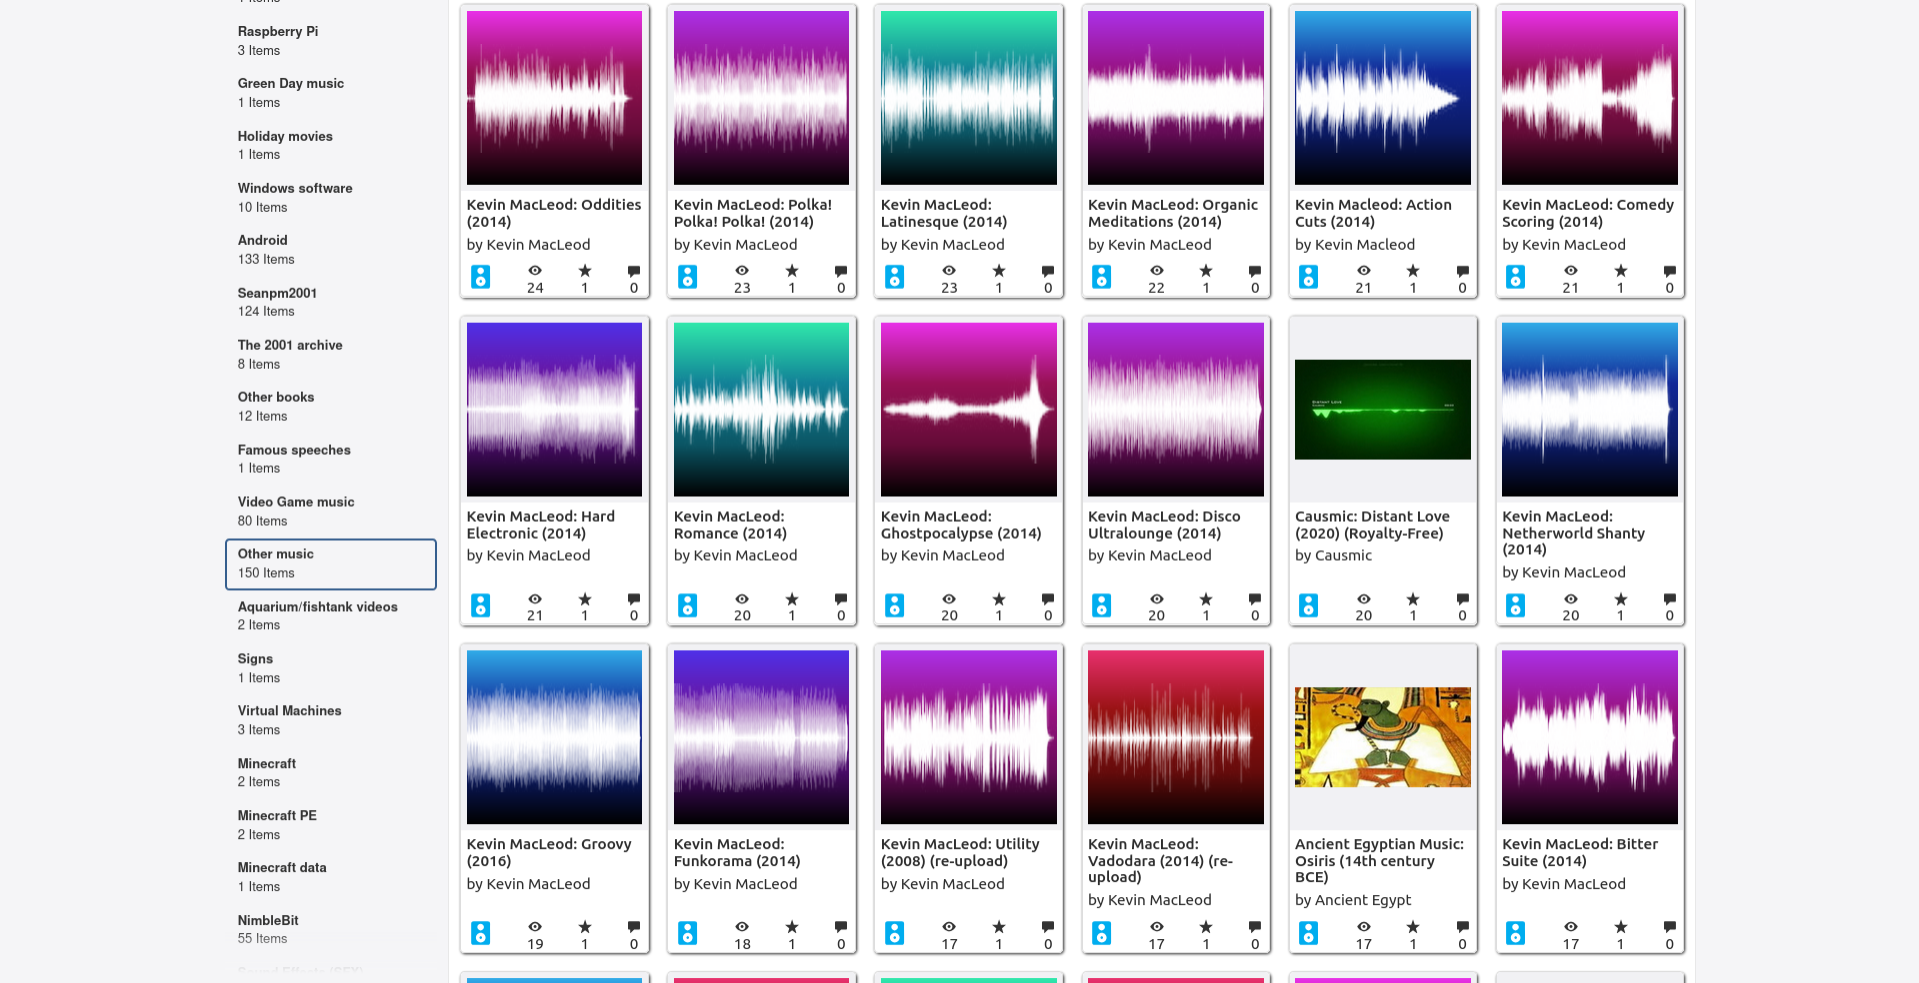 Raspberry Pi
3 Items
Green Day music
1 Items
Holiday movies
1 Items
Windows software
10 Items
Android
133 Items
Seanpm2001
124 Items
The 2001 archive
8 Items
Other books
12 Items
Famous speeches
1 Items
Video Game music
80 Items
Other music
150 Items
Aquarium/fishtank videos
2 Items
Signs
1 Items
Virtual Machines
3 Items
Minecraft
2 Items
Minecraft PE
2 Items
Minecraft data
1 Items
NimbleBit
55 Items
Kevin MacLeod: Oddities
(2014)
by Kevin MacLeod
24 1 0
Kevin MacLeod: Polka!
Polka! Polka! (2014)
by Kevin MacLeod
23 1 0
Kevin MacLeod:
Latinesque (2014)
by Kevin MacLeod
23 1 0
Kevin MacLeod: Organic
Meditations (2014)
by Kevin MacLeod
22 1 0
Kevin Macleod: Action
Cuts (2014)
by Kevin Macleod
21 1 0
Kevin MacLeod: Comedy
Scoring (2014)
by Kevin MacLeod
21 1 0
Kevin MacLeod: Hard
Electronic (2014)
by Kevin MacLeod
21 1 0
Kevin MacLeod:
Romance (2014)
by Kevin MacLeod
20 1 0
Kevin MacLeod:
Ghostpocalypse (2014)
by Kevin MacLeod
20 1 0
Kevin MacLeod: Disco
Ultralounge (2014)
by Kevin MacLeod
20 1 0
DISTANT LOVE
Causmic: Distant Love
(2020) (Royalty-Free)
by Causmic
20 1 0
Kevin MacLeod:
Netherworld Shanty
(2014)
by Kevin MacLeod
20 1 0
Kevin MacLeod: Groovy
(2016)
by Kevin MacLeod
19 1 0
Kevin MacLeod:
Funkorama (2014)
by Kevin MacLeod
18 1 0
Kevin MacLeod: Utility
(2008) (re-upload)
by Kevin MacLeod
17 1 0
Kevin MacLeod:
Vadodara (2014) (re-
upload)
by Kevin MacLeod
17 1 0
Ancient Egyptian Music:
Osiris (14th century
BCE)
by Ancient Egypt
17 1 0
Kevin MacLeod: Bitter
Suite (2014)
by Kevin MacLeod
17 1 0